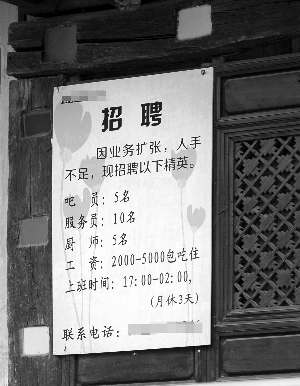 招聘
因业务扩张，人手
不足，现招聘以下精英。
吧 员：5名
服务员：10名
厨 师：5名
工 资：2000-5000包吃住
上班时间：17:00-02:00,
(月休3天)
联系电话：